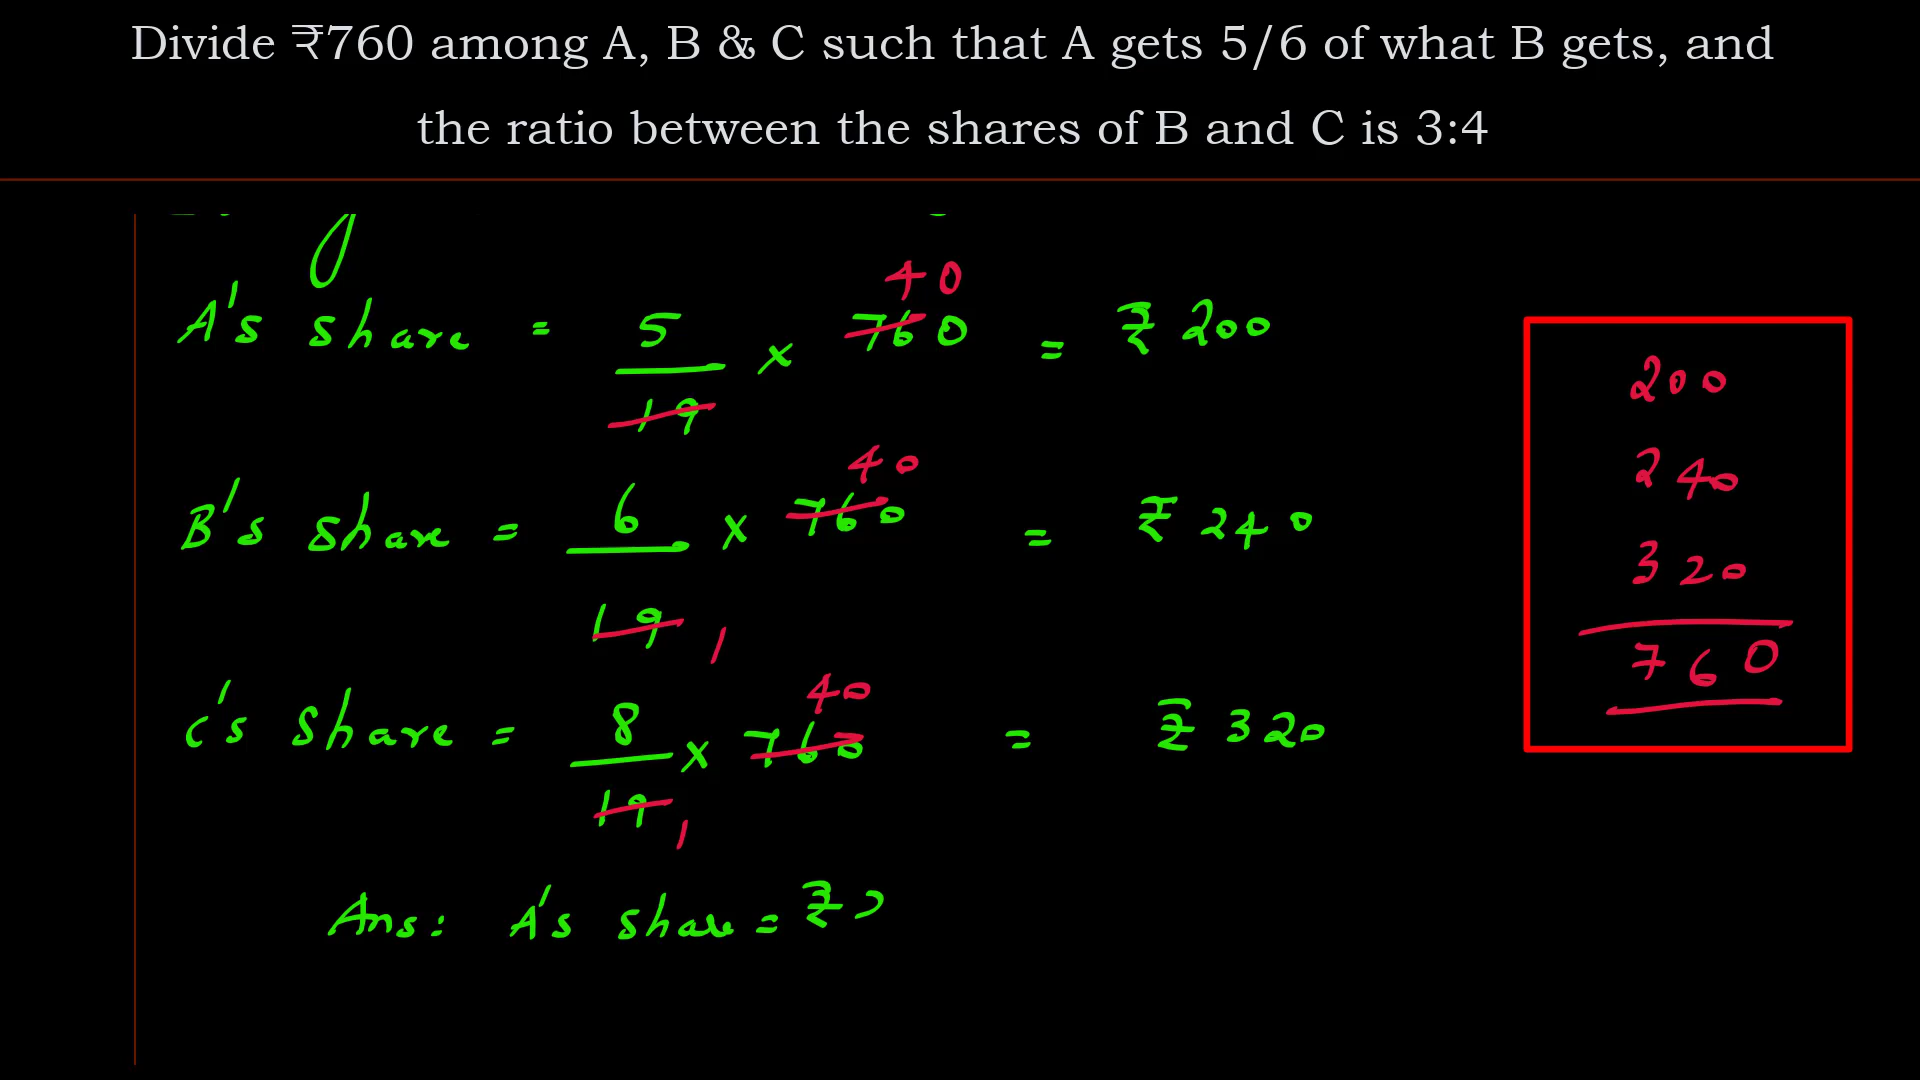 Divide ₹760 among A, B & C such that A gets 5/6 of what B gets, and
the ratio between the shares of B and C is 3:4
40
A's share = 5/19 x 760 = ₹ 200
40
B's share = 6/19 x 760 = ₹ 240
1
40
C's share = 8/19 x 760 = ₹ 320
1
Ans: A's share = ₹
200
240
320
760